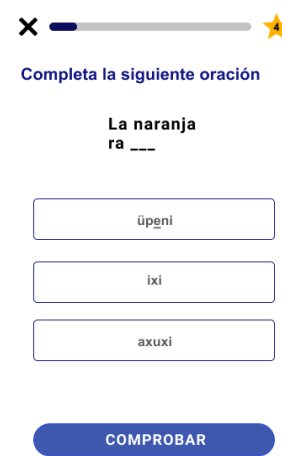 4
Completa la siguiente oración
La naranja
ra ___
üpe̲ni
ixi
axuxi
COMPROBAR